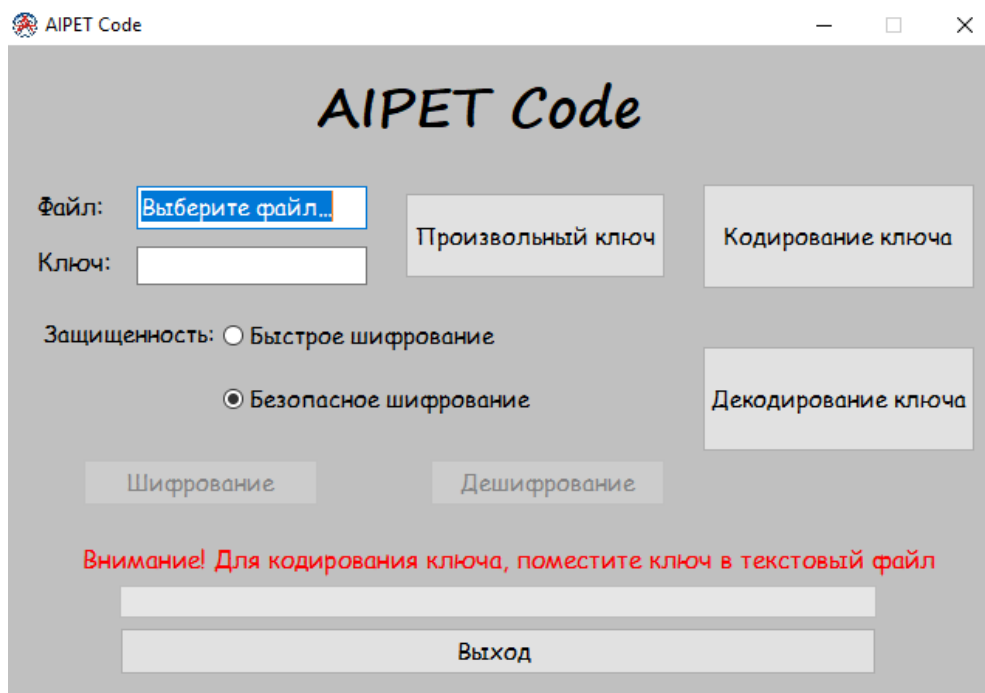 AIPET Code
AIPET Code
Файл: Выберите файл...
Ключ:
Произвольный ключ
Кодирование ключа
Защищенность: Быстрое шифрование
Безопасное шифрование
Декодирование ключа
Шифрование Дешифрование
Внимание! Для кодирования ключа, поместите ключ в текстовый файл
Выход